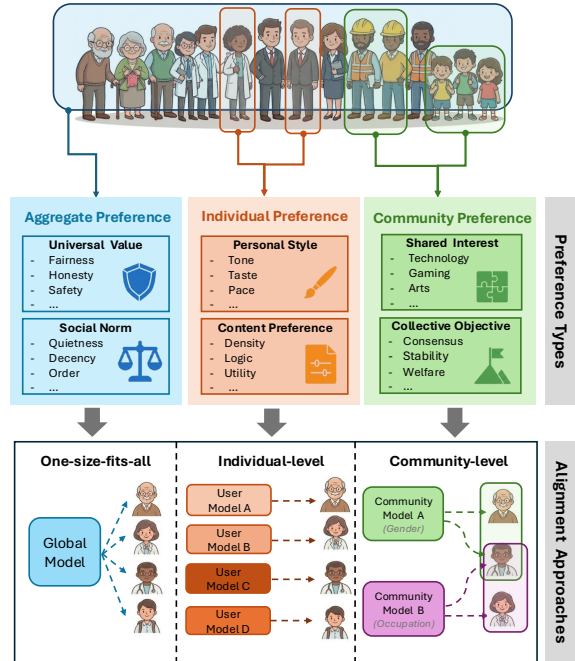 Aggregate Preference
Universal Value
- Fairness
- Honesty
- Safety
- ...
Social Norm
- Quietness
- Decency
- Order
- ...
Individual Preference
Personal Style
- Tone
- Taste
- Pace
- ...
Content Preference
- Density
- Logic
- Utility
- ...
Community Preference
Shared Interest
- Technology
- Gaming
- Arts
- ...
Collective Objective
- Consensus
- Stability
- Welfare
- ...
Preference Types
One-size-fits-all
Global
Model
Individual-level
User
Model A
User
Model B
User
Model C
User
Model D
Community-level
Community
Model A
(Gender)
Community
Model B
(Occupation)
Alignment Approaches